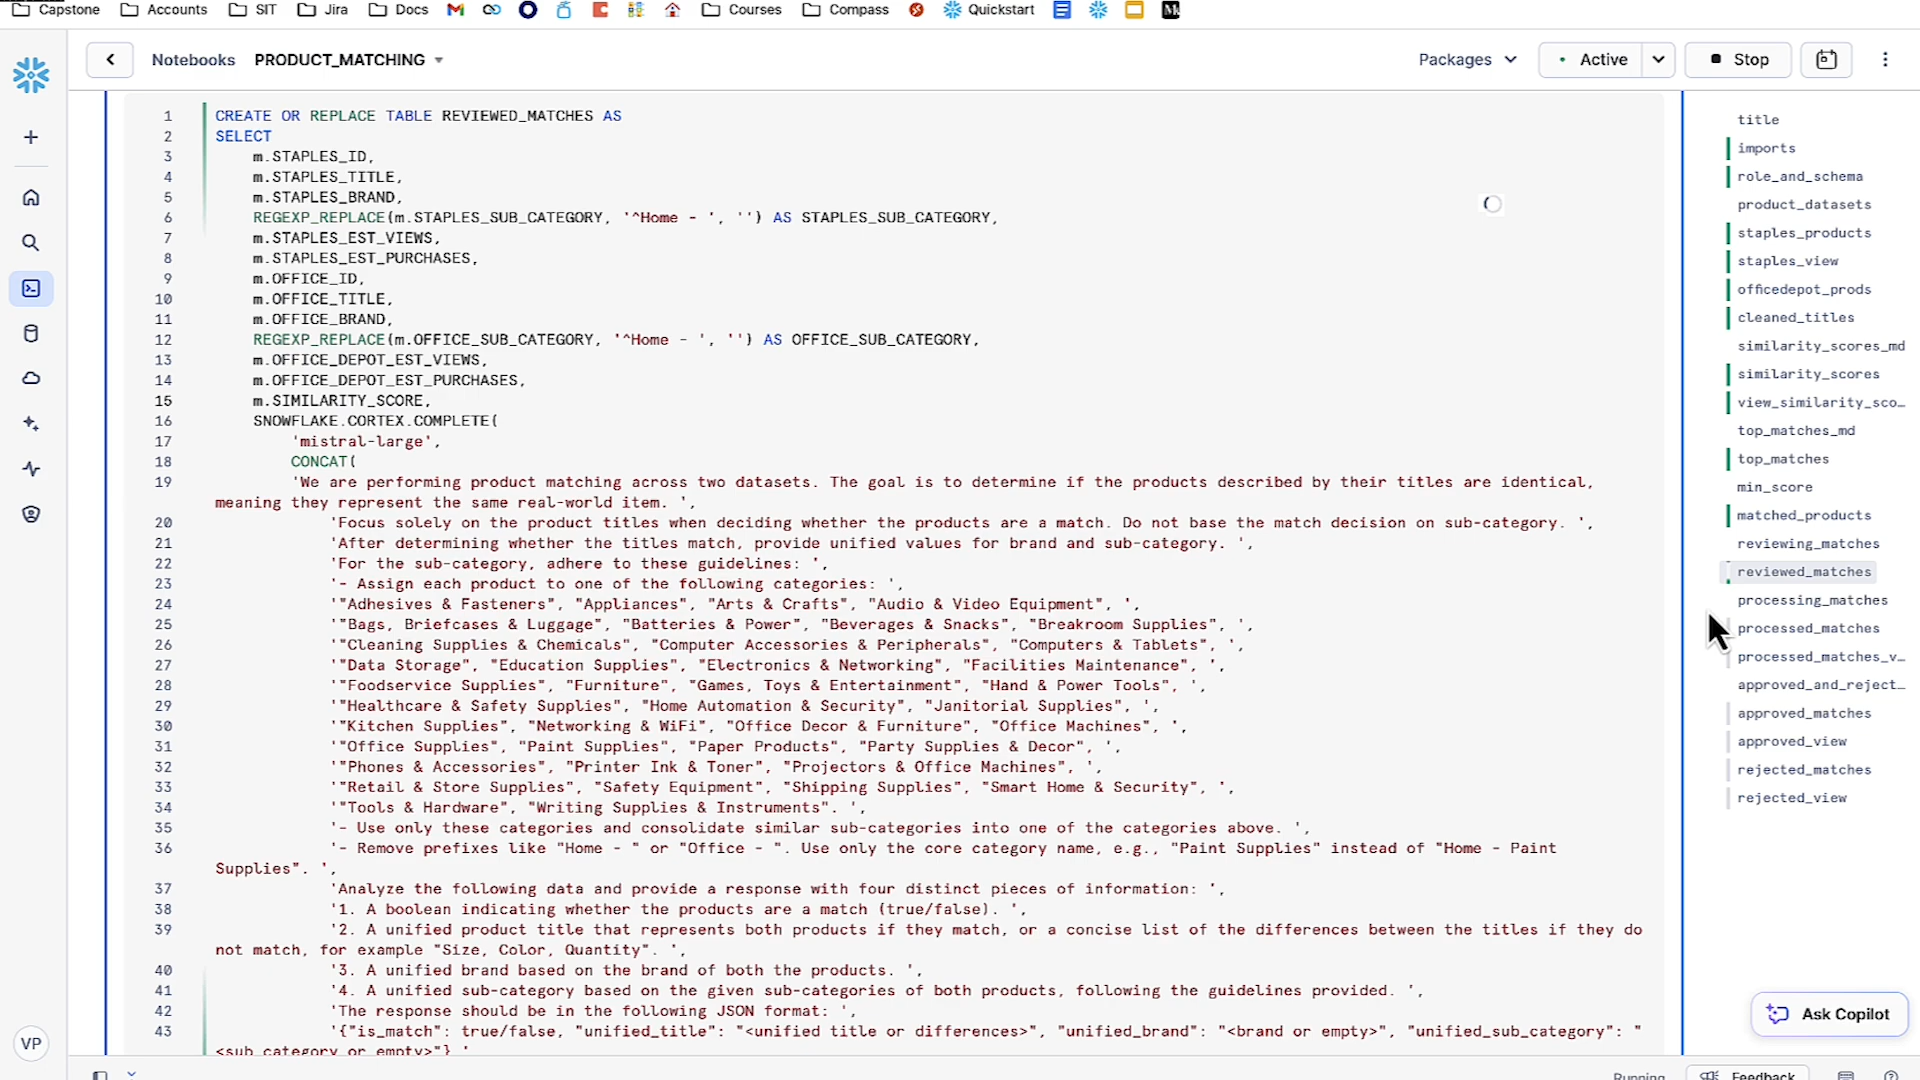 Capstone Accounts SIT Jira Docs Courses Compass Quickstart
Notebooks PRODUCT_MATCHING Packages Active Stop
1 CREATE OR REPLACE TABLE REVIEWED_MATCHES AS
2 SELECT
3 m.STAPLES_ID,
4 m.STAPLES_TITLE,
5 m.STAPLES_BRAND,
6 REGEXP_REPLACE(m.STAPLES_SUB_CATEGORY, '^Home - ', '') AS STAPLES_SUB_CATEGORY,
7 m.STAPLES_EST_VIEWS,
8 m.STAPLES_EST_PURCHASES,
9 m.OFFICE_ID,
10 m.OFFICE_TITLE,
11 m.OFFICE_BRAND,
12 REGEXP_REPLACE(m.OFFICE_SUB_CATEGORY, '^Home - ', '') AS OFFICE_SUB_CATEGORY,
13 m.OFFICE_DEPOT_EST_VIEWS,
14 m.OFFICE_DEPOT_EST_PURCHASES,
15 m.SIMILARITY_SCORE,
16 SNOWFLAKE.CORTEX.COMPLETE(
17 'mistral-large',
18 CONCAT(
19 'We are performing product matching across two datasets. The goal is to determine if the products described by their titles are identical,
meaning they represent the same real-world item. ',
20 'Focus solely on the product titles when deciding whether the products are a match. Do not base the match decision on sub-category. ',
21 'After determining whether the titles match, provide unified values for brand and sub-category. ',
22 'For the sub-category, adhere to these guidelines: ',
23 '- Assign each product to one of the following categories: ',
24 '"Adhesives & Fasteners", "Appliances", "Arts & Crafts", "Audio & Video Equipment", ',
25 '"Bags, Briefcases & Luggage", "Batteries & Power", "Beverages & Snacks", "Breakroom Supplies", ',
26 '"Cleaning Supplies & Chemicals", "Computer Accessories & Peripherals", "Computers & Tablets", ',
27 '"Data Storage", "Education Supplies", "Electronics & Networking", "Facilities Maintenance", ',
28 '"Foodservice Supplies", "Furniture", "Games, Toys & Entertainment", "Hand & Power Tools", ',
29 '"Healthcare & Safety Supplies", "Home Automation & Security", "Janitorial Supplies", ',
30 '"Kitchen Supplies", "Networking & WiFi", "Office Decor & Furniture", "Office Machines", ',
31 '"Office Supplies", "Paint Supplies", "Paper Products", "Party Supplies & Decor", ',
32 '"Phones & Accessories", "Printer Ink & Toner", "Projectors & Office Machines", ',
33 '"Retail & Store Supplies", "Safety Equipment", "Shipping Supplies", "Smart Home & Security", ',
34 '"Tools & Hardware", "Writing Supplies & Instruments". ',
35 '- Use only these categories and consolidate similar sub-categories into one of the categories above. ',
36 '- Remove prefixes like "Home - " or "Office - ". Use only the core category name, e.g., "Paint Supplies" instead of "Home - Paint
Supplies". ',
37 'Analyze the following data and provide a response with four distinct pieces of information: ',
38 '1. A boolean indicating whether the products are a match (true/false). ',
39 '2. A unified product title that represents both products if they match, or a concise list of the differences between the titles if they do
not match, for example "Size, Color, Quantity". ',
40 '3. A unified brand based on the brand of both the products. ',
41 '4. A unified sub-category based on the given sub-categories of both products, following the guidelines provided. ',
42 'The response should be in the following JSON format: ',
43 '{"is_match": true/false, "unified_title": "<unified title or differences>", "unified_brand": "<brand or empty>", "unified_sub_category": "
<sub category or empty>"} '
title
imports
role_and_schema
product_datasets
staples_products
staples_view
officedepot_prods
cleaned_titles
similarity_scores_md
similarity_scores
view_similarity_sco…
top_matches_md
top_matches
min_score
matched_products
reviewing_matches
reviewed_matches
processing_matches
processed_matches
processed_matches_v…
approved_and_reject…
approved_matches
approved_view
rejected_matches
rejected_view
Ask Copilot
VP
Running Feedback